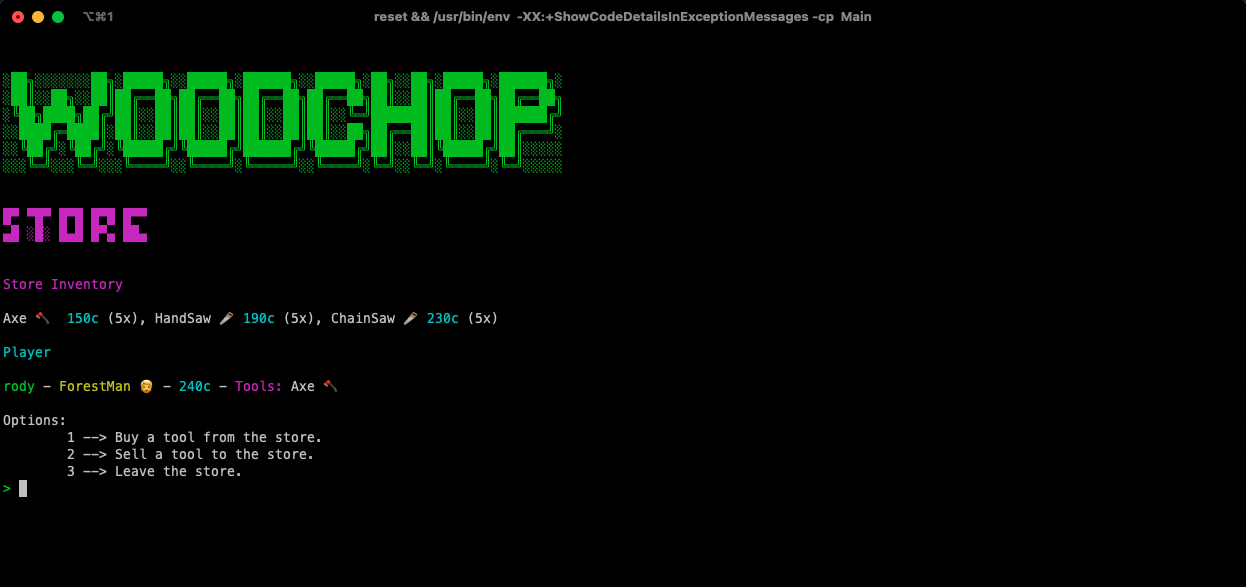 ⌥⌘1 reset && /usr/bin/env -XX:+ShowCodeDetailsInExceptionMessages -cp Main
WOODCHOP
STORE
Store Inventory
Axe 🪓 150c (5x), HandSaw 🪚 190c (5x), ChainSaw 🪚 230c (5x)
Player
rody - ForestMan 👨 - 240c - Tools: Axe 🪓
Options:
1 --> Buy a tool from the store.
2 --> Sell a tool to the store.
3 --> Leave the store.
>